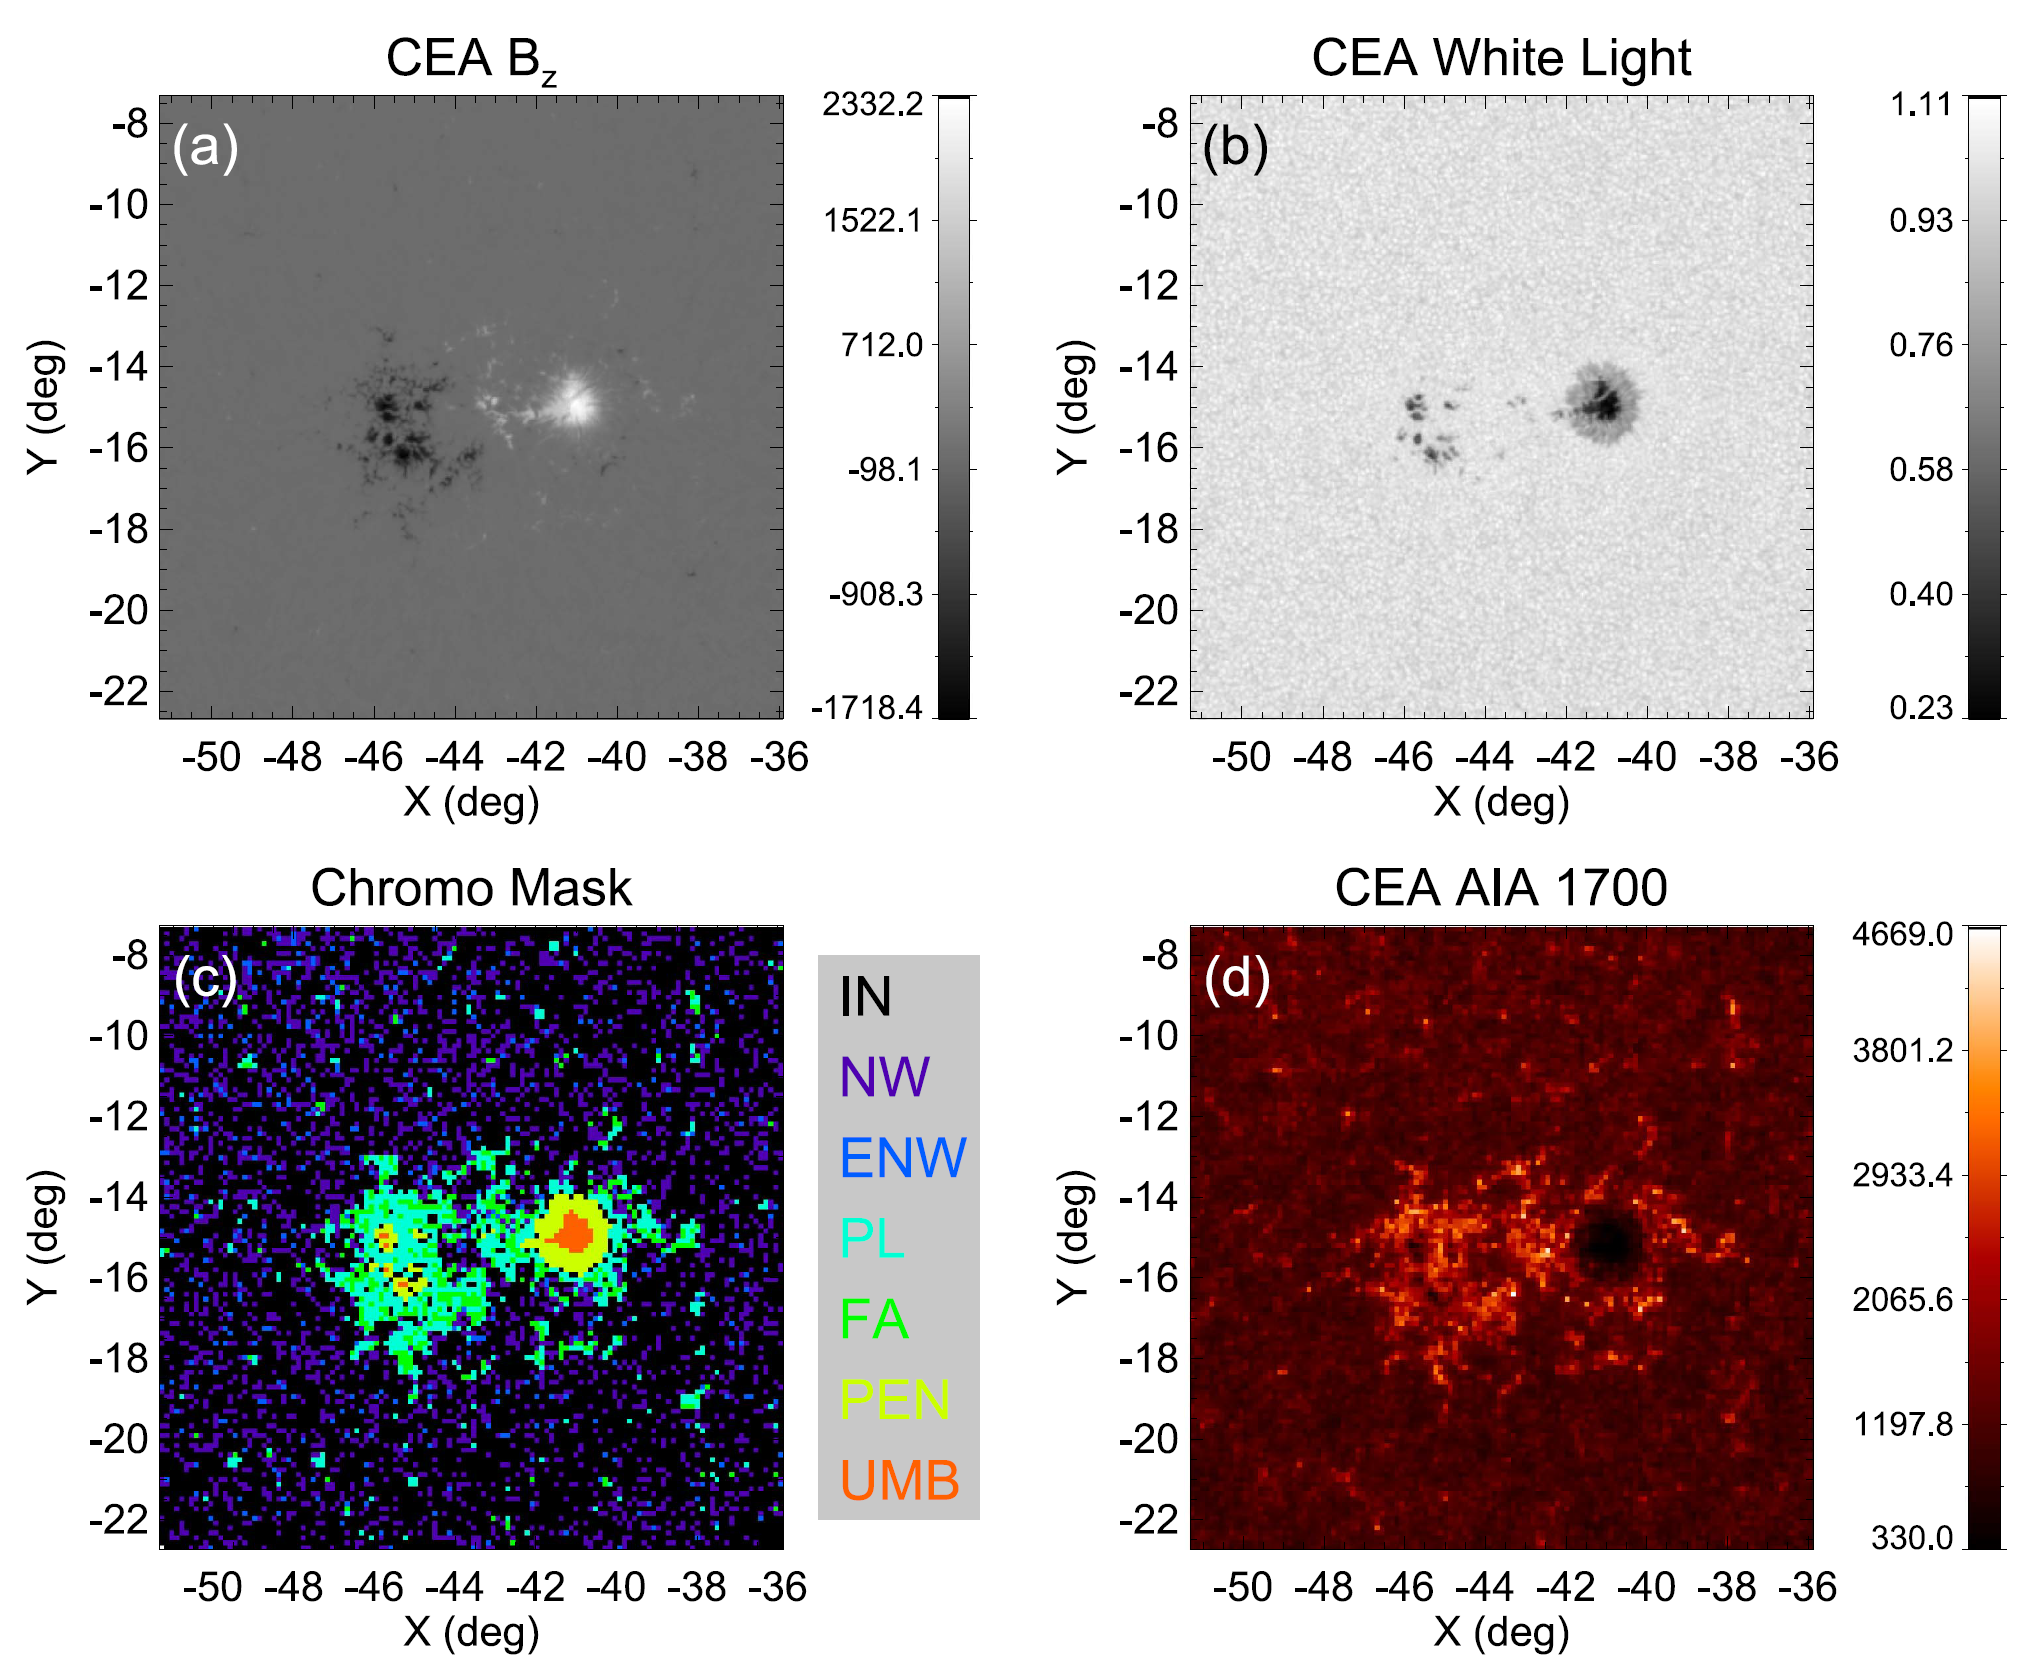 CEA Bz
(a)
-8
-10
-12
-14
-16
-18
-20
-22
Y (deg)
-50 -48 -46 -44 -42 -40 -38 -36
X (deg)
2332.2
1522.1
712.0
-98.1
-908.3
-1718.4
CEA White Light
(b)
-8
-10
-12
-14
-16
-18
-20
-22
Y (deg)
-50 -48 -46 -44 -42 -40 -38 -36
X (deg)
1.11
0.93
0.76
0.58
0.40
0.23
Chromo Mask
(c)
-8
-10
-12
-14
-16
-18
-20
-22
Y (deg)
-50 -48 -46 -44 -42 -40 -38 -36
X (deg)
IN
NW
ENW
PL
FA
PEN
UMB
CEA AIA 1700
(d)
-8
-10
-12
-14
-16
-18
-20
-22
Y (deg)
-50 -48 -46 -44 -42 -40 -38 -36
X (deg)
4669.0
3801.2
2933.4
2065.6
1197.8
330.0